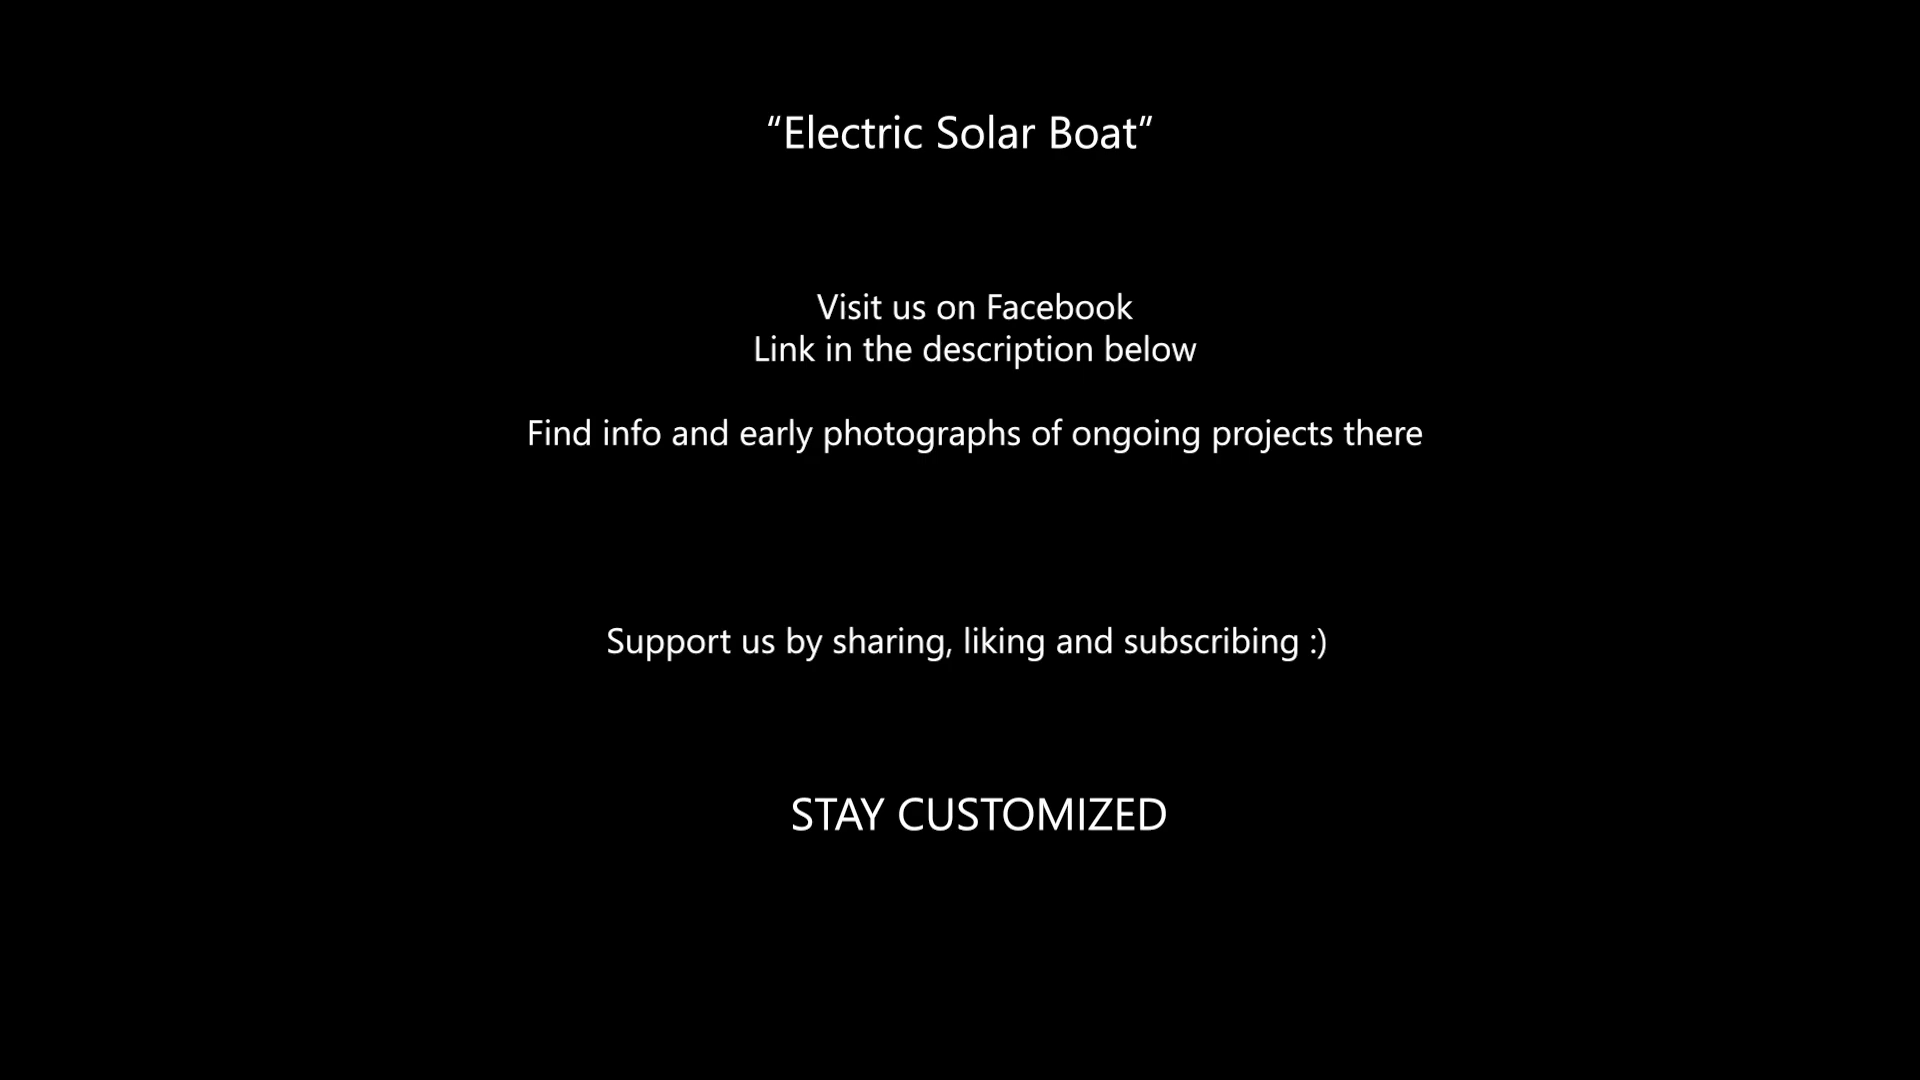 “Electric Solar Boat”
Visit us on Facebook
Link in the description below
Find info and early photographs of ongoing projects there
Support us by sharing, liking and subscribing :)
STAY CUSTOMIZED